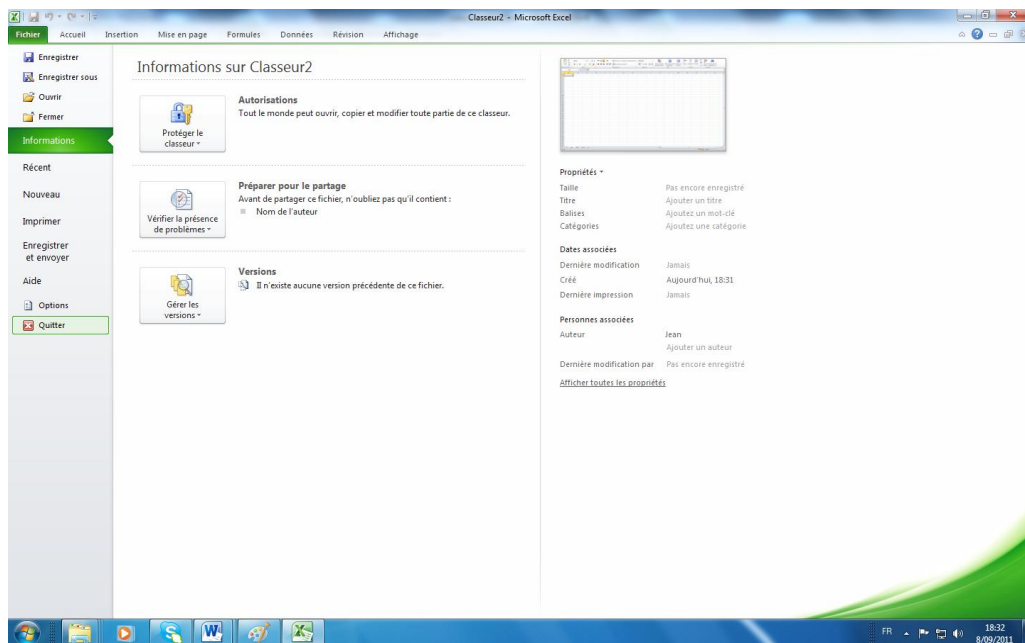 Classeur2 - Microsoft Excel
Fichier Accueil Insertion Mise en page Formules Données Révision Affichage
Enregistrer
Enregistrer sous
Ouvrir
Fermer
Informations
Récent
Nouveau
Imprimer
Enregistrer
et envoyer
Aide
Options
Quitter
Informations sur Classeur2
Protéger le
classeur
Autorisations
Tout le monde peut ouvrir, copier et modifier toute partie de ce classeur.
Vérifier la présence
de problèmes
Préparer pour le partage
Avant de partager ce fichier, n'oubliez pas qu'il contient :
Nom de l'auteur
Gérer les
versions
Versions
Il n'existe aucune version précédente de ce fichier.
Propriétés
Taille Pas encore enregistré
Titre Ajouter un titre
Balises Ajoutez un mot-clé
Catégories Ajoutez une catégorie
Dates associées
Dernière modification Jamais
Créé Aujourd'hui, 18:31
Dernière impression Jamais
Personnes associées
Auteur Jean
Ajouter un auteur
Dernière modification par Pas encore enregistré
Afficher toutes les propriétés
FR
18:32
8/09/2011